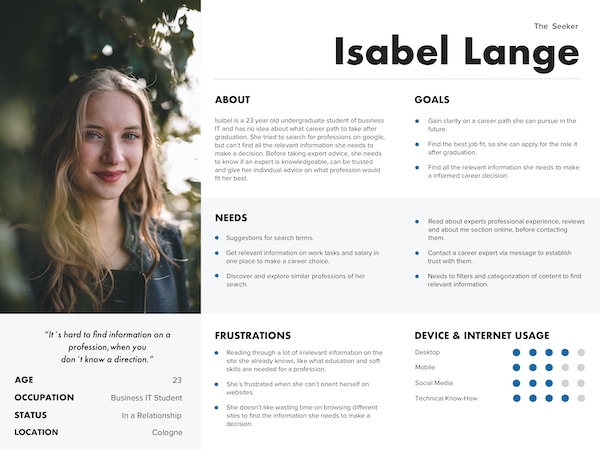 The Seeker
Isabel Lange
ABOUT
Isabel is a 23 year old undergraduate student of business
IT and has no idea about what career path to take after
graduation. She tried to search for professions on google,
but can't find all the relevant information she needs to
make a decision. Before taking expert advice, she needs
to know if an expert is knowledgeable, can be trusted
and give her individual advice on what profession would
fit her best.
GOALS
Gain clarity on a career path she can pursue in the
future.
Find the best job fit, so she can apply for the role it
after graduation.
Find all the relevant information she needs to make
a informed career decision.
NEEDS
Suggestions for search terms.
Get relevant information on work tasks and salary in
one place to make a career choice.
Discover and explore similar professions of her
search.
Read about experts professional experience, reviews
and about me section online, before contacting
them.
Contact a career expert via message to establish
trust with them.
Needs to filters and categorization of content to find
relevant information.
"It´s hard to find information on a
profession,when you
don´t know a direction."
AGE 23
OCCUPATION Business IT Student
STATUS In a Relationship
LOCATION Cologne
FRUSTRATIONS
Reading through a lot of irrelevant information on the
site she already knows, like what education and soft
skills are needed for a profession.
She´s frustrated when she can't orient herself on
websites.
She doesn't like wasting time on browsing different
sites to find the information she needs to make a
decision.
DEVICE & INTERNET USAGE
Desktop
Mobile
Social Media
Technical Know-How